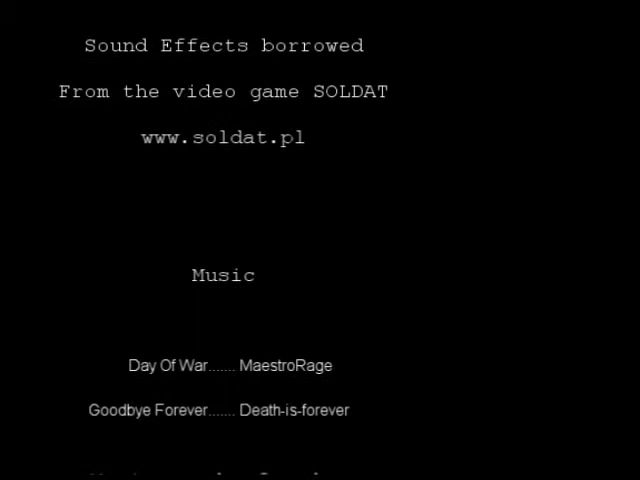 Sound Effects borrowed
From the video game SOLDAT
www.soldat.pl
Music
Day Of War....... MaestroRage
Goodbye Forever....... Death-is-forever